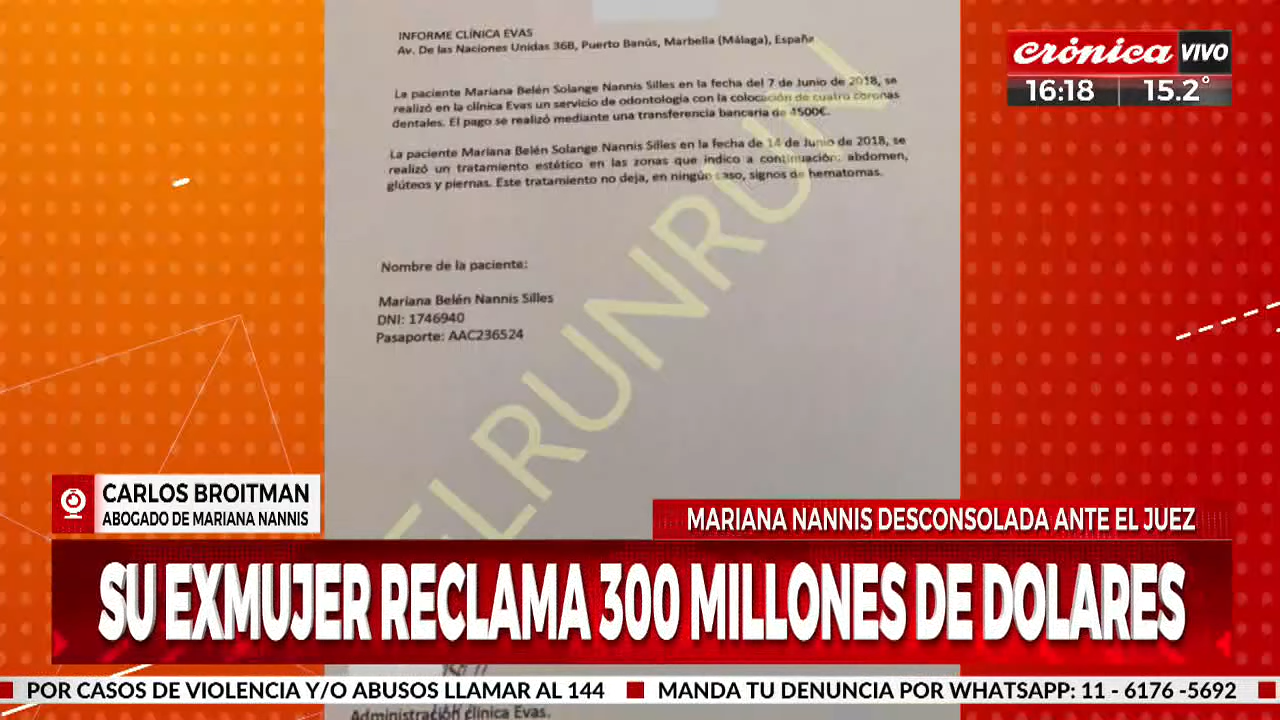 INFORME CLÍNICA EVAS
Av. De las Naciones Unidas 36B, Puerto Banús, Marbella (Málaga), España
La paciente Mariana Belén Solange Nannis Silles en la fecha del 7 de Junio de 2018, se
realizó en la clínica Evas un servicio de odontología con la colocación de cuatro coronas
dentales. El pago se realizó mediante una transferencia bancaria de 4500€.
La paciente Mariana Belén Solange Nannis Silles en la fecha de 14 de Junio de 2018, se
realizó un tratamiento estético en las zonas que indico a continuación: abdomen,
glúteos y piernas. Este tratamiento no deja, en ningún caso, signos de hematomas.
Nombre de la paciente:
Mariana Belén Nannis Silles
DNI: 1746940
Pasaporte: AAC236524
ELRUNRUN
crónica VIVO
16:18 15.2°
CARLOS BROITMAN
ABOGADO DE MARIANA NANNIS
MARIANA NANNIS DESCONSOLADA ANTE EL JUEZ
SU EXMUJER RECLAMA 300 MILLONES DE DOLARES
POR CASOS DE VIOLENCIA Y/O ABUSOS LLAMAR AL 144 MANDA TU DENUNCIA POR WHATSAPP: 11 - 6176 -5692
Administración clínica Evas.